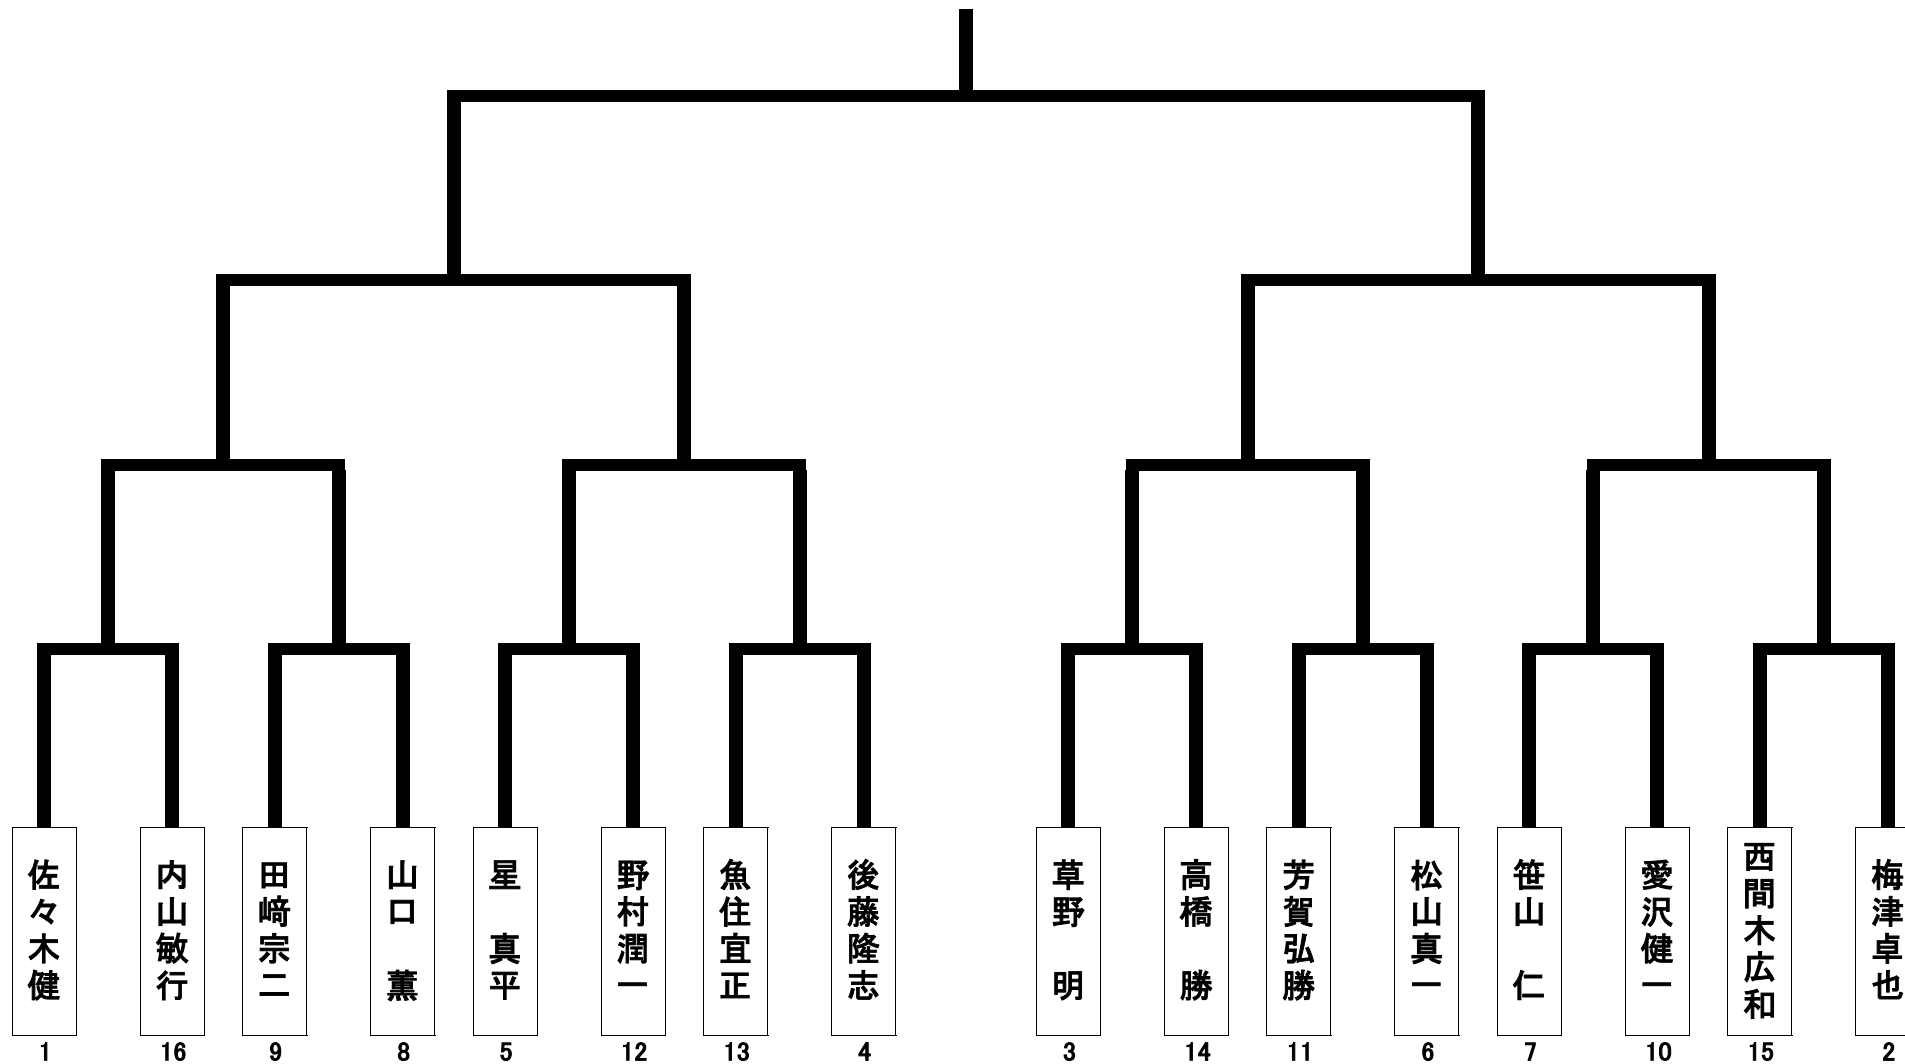 佐々木健
内山敏行
田﨑宗二
山口　薫
星　真平
野村潤一
魚住宜正
後藤隆志
草野　明
高橋　勝
芳賀弘勝
松山真一
笹山　仁
愛沢健一
西間木広和
梅津卓也
1 16 9 8 5 12 13 4 3 14 11 6 7 10 15 2